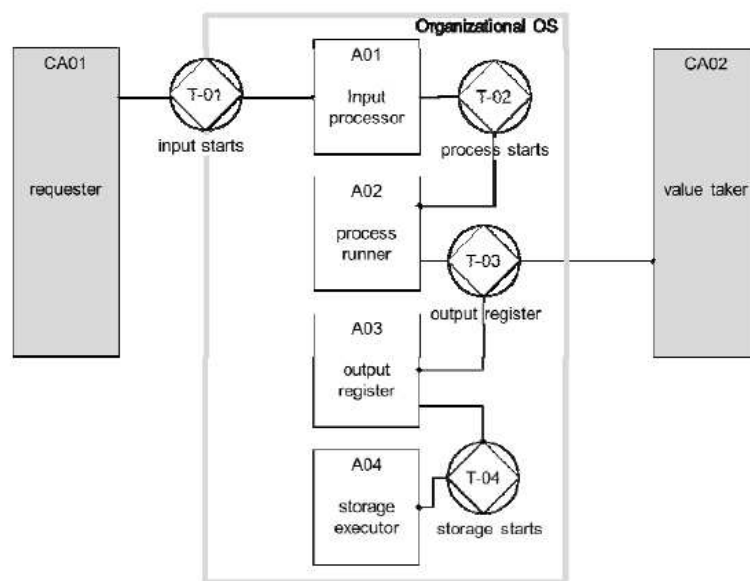 Organizational OS
CA01
requester
T-01
input starts
A01
Input
processor
T-02
process starts
A02
process
runner
T-03
output register
A03
output
register
A04
storage
executor
T-04
storage starts
CA02
value taker